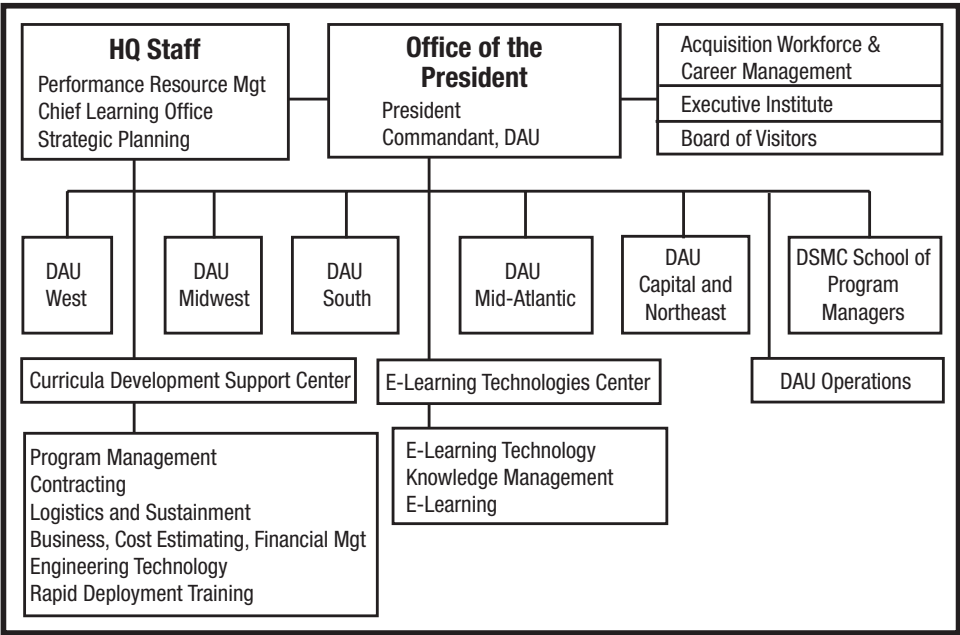 HQ Staff
Performance Resource Mgt
Chief Learning Office
Strategic Planning
Office of the
President
President
Commandant, DAU
Acquisition Workforce &
Career Management
Executive Institute
Board of Visitors
DAU
West
DAU
Midwest
DAU
South
DAU
Mid-Atlantic
DAU
Capital and
Northeast
DSMC School of
Program
Managers
Curricula Development Support Center
E-Learning Technologies Center
DAU Operations
Program Management
Contracting
Logistics and Sustainment
Business, Cost Estimating, Financial Mgt
Engineering Technology
Rapid Deployment Training
E-Learning Technology
Knowledge Management
E-Learning